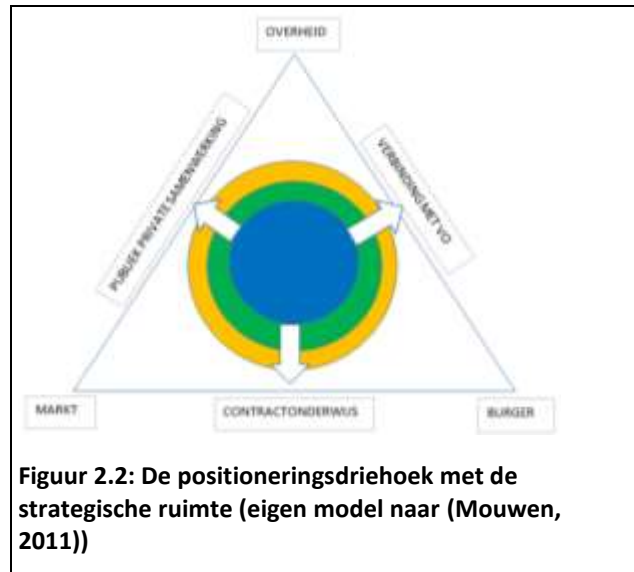 OVERHEID
PUBLIEK PRIVATE SAMENWERKING
VERBINDING MET VO
MARKT
CONTRACTONDERWIJS
BURGER
Figuur 2.2: De positioneringsdriehoek met de
strategische ruimte (eigen model naar (Mouwen,
2011))